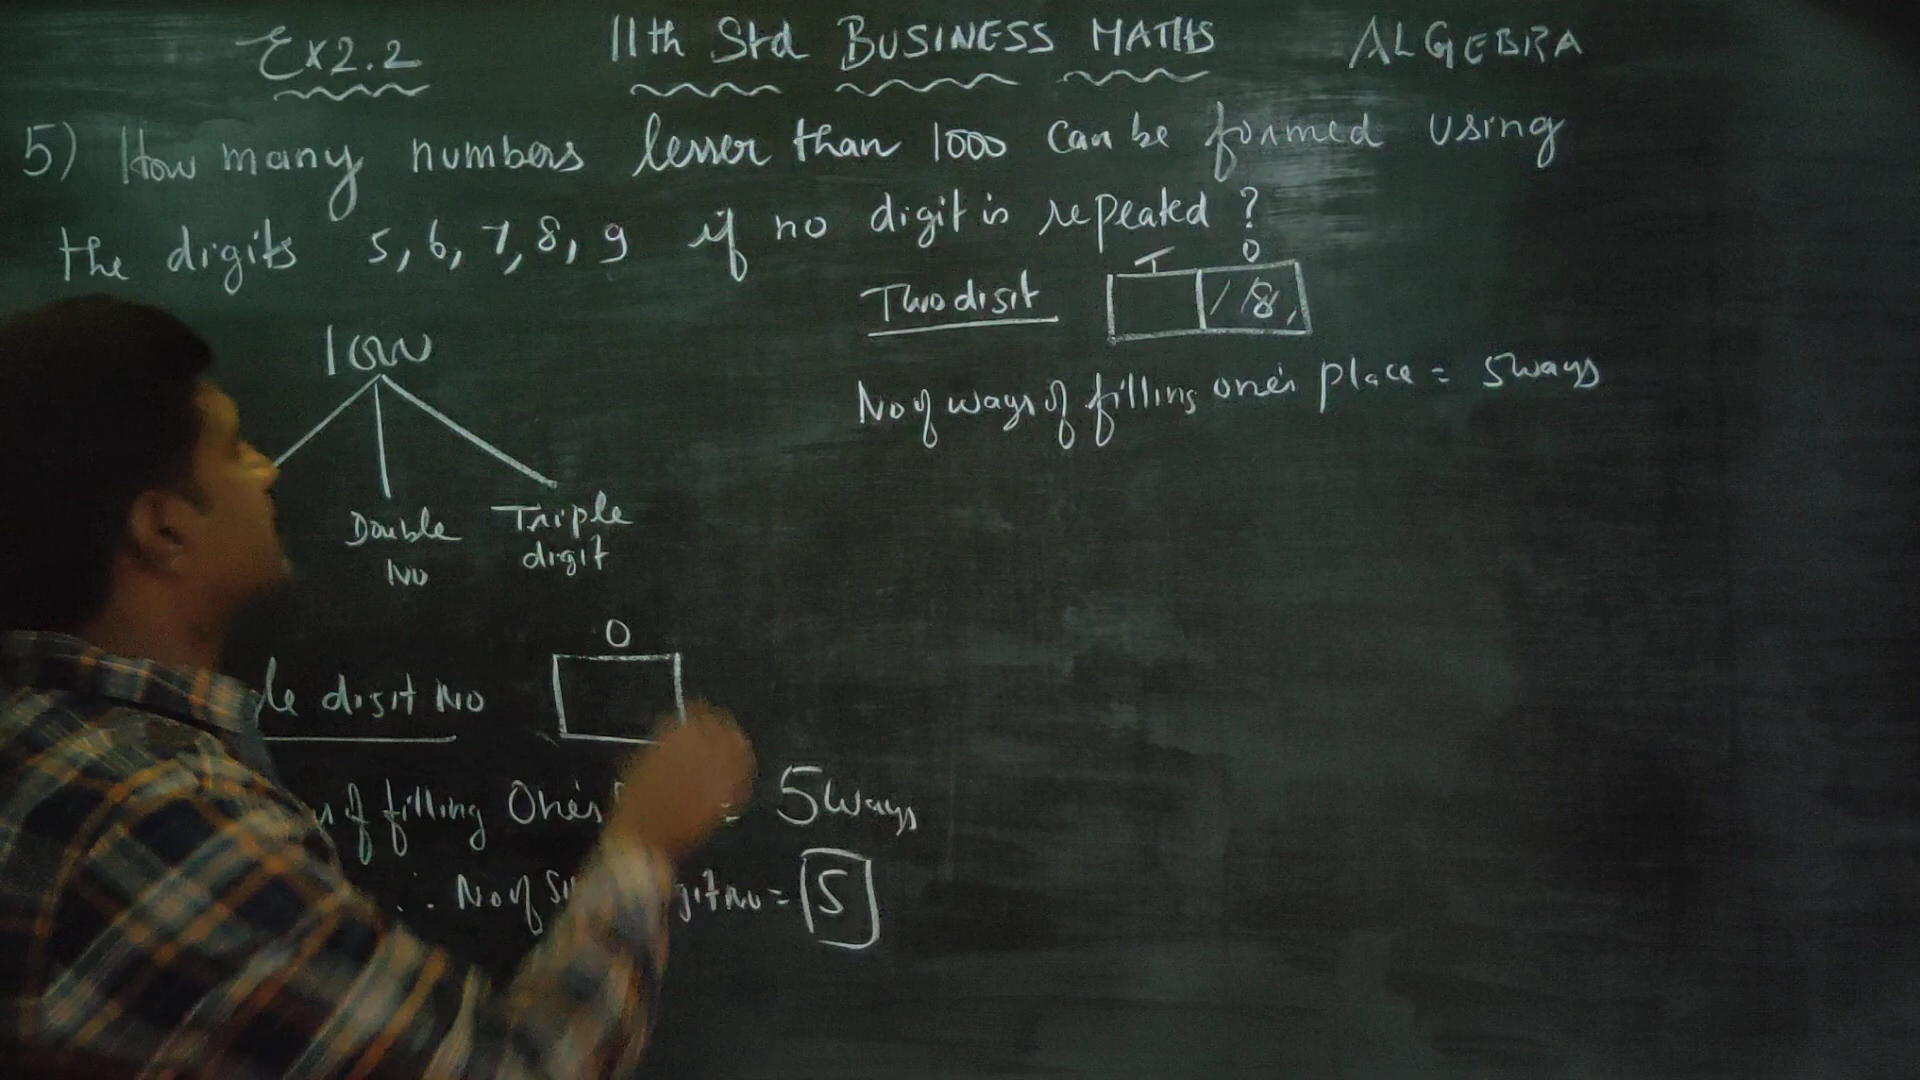 Ex 2.2 11th Std BUSINESS MATHS ALGEBRA
5) How many numbers lesser than 1000 can be formed using
the digits 5, 6, 7, 8, 9 if no digit is repeated ?
1000
Double
No
Triple
digit
digit No
O
of filling One's = 5 ways
∴ No of = 5
Two digit
T O
8,
No of ways of filling one's place = 5 ways